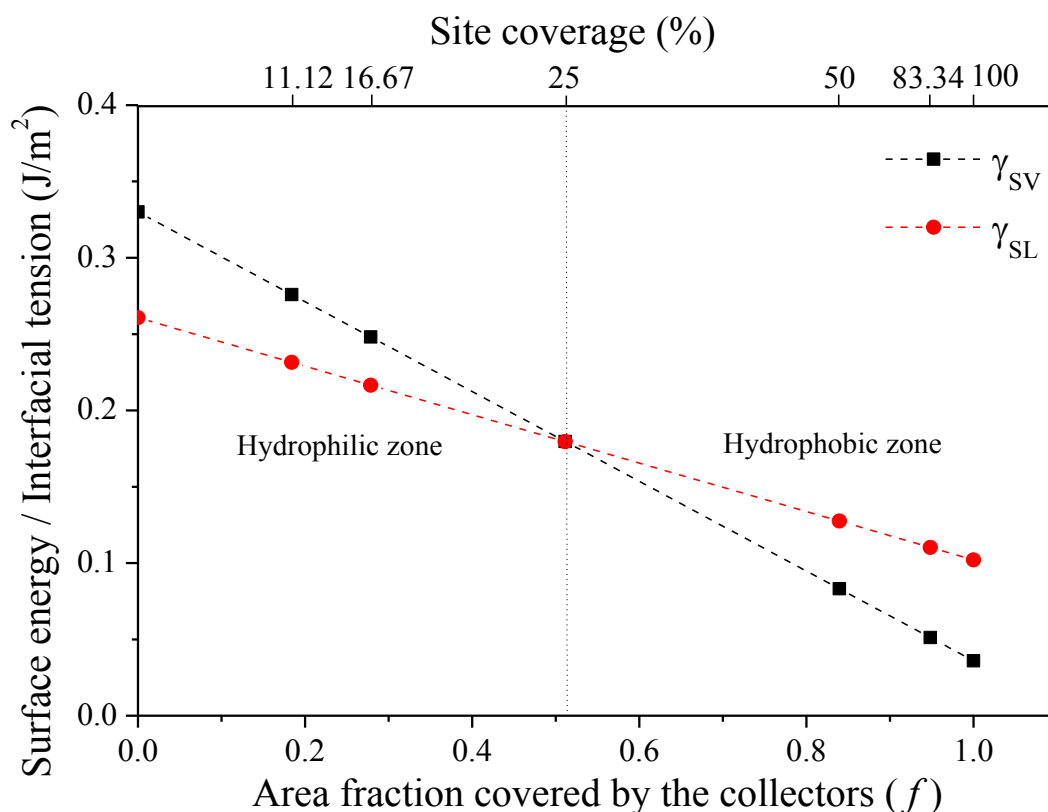 Site coverage (%)
11.12 16.67 25 50 83.34 100
Surface energy / Interfacial tension (J/m²)
0.4
0.3
0.2
0.1
0.0
γSV
γSL
Hydrophilic zone
Hydrophobic zone
0.0 0.2 0.4 0.6 0.8 1.0
Area fraction covered by the collectors (f)